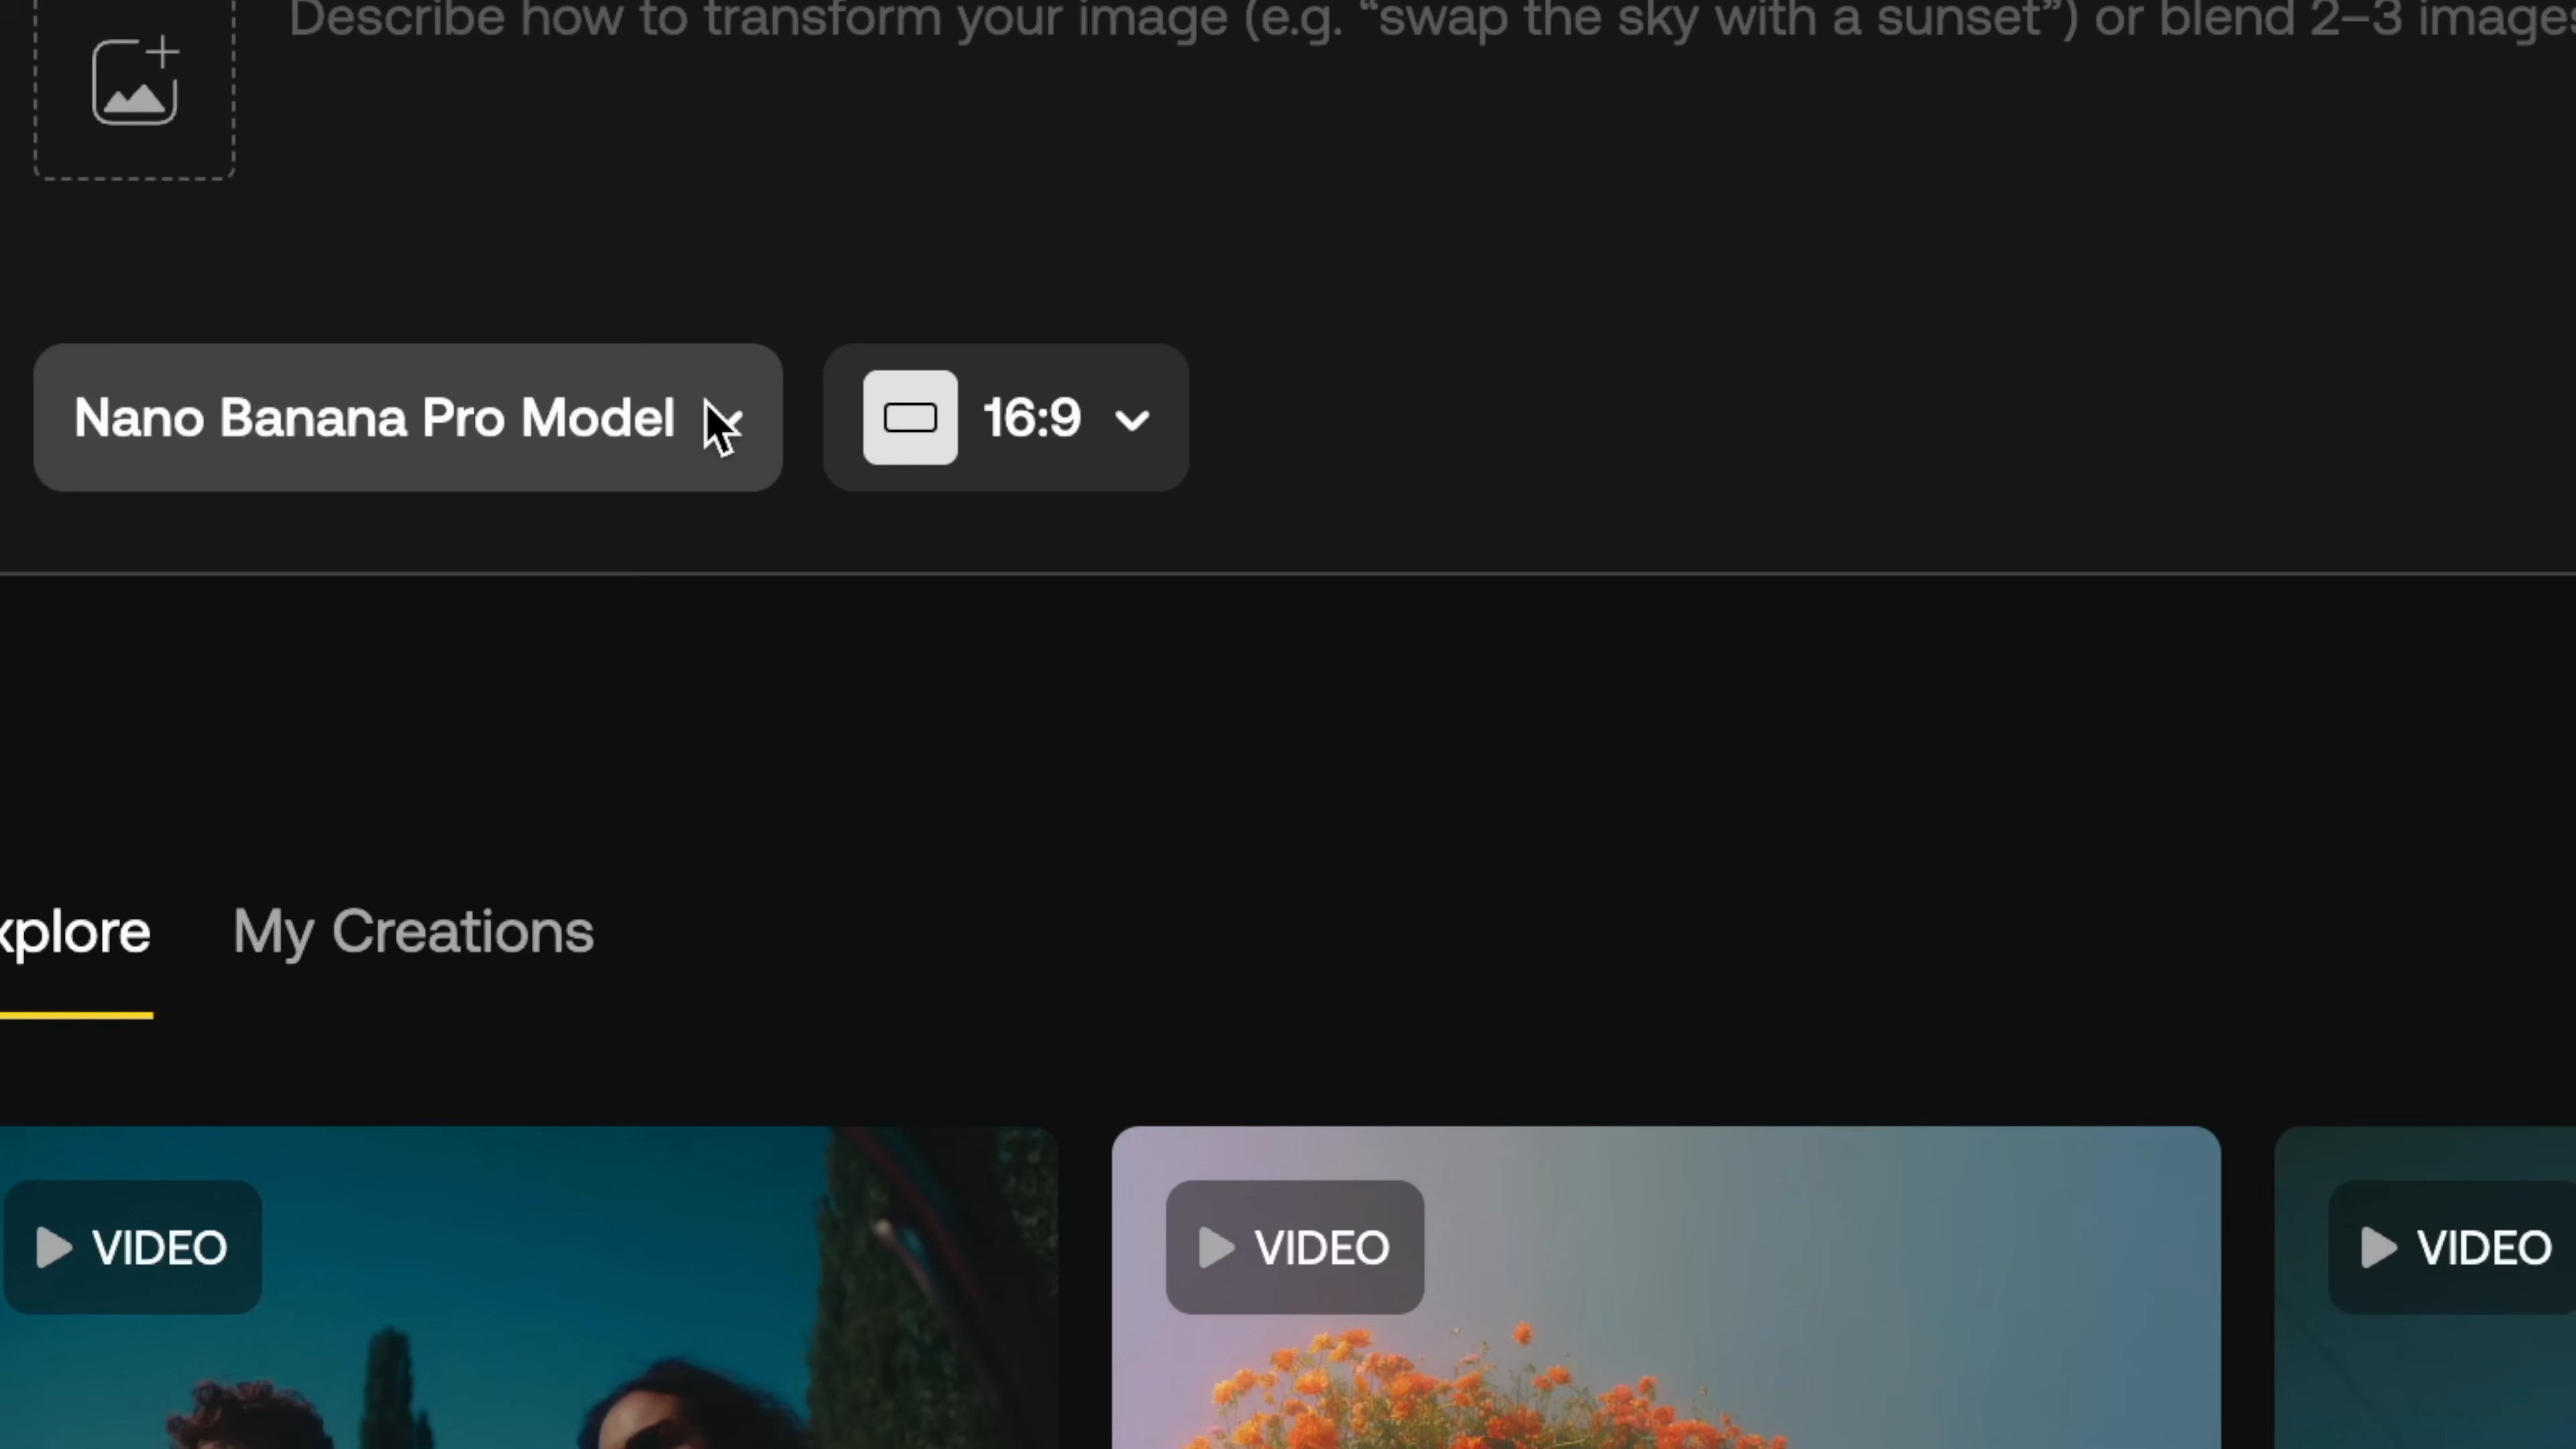 Describe how to transform your image (e.g. “swap the sky with a sunset”) or blend 2–3 images
Nano Banana Pro Model
16:9
xplore
My Creations
VIDEO
VIDEO
VIDEO